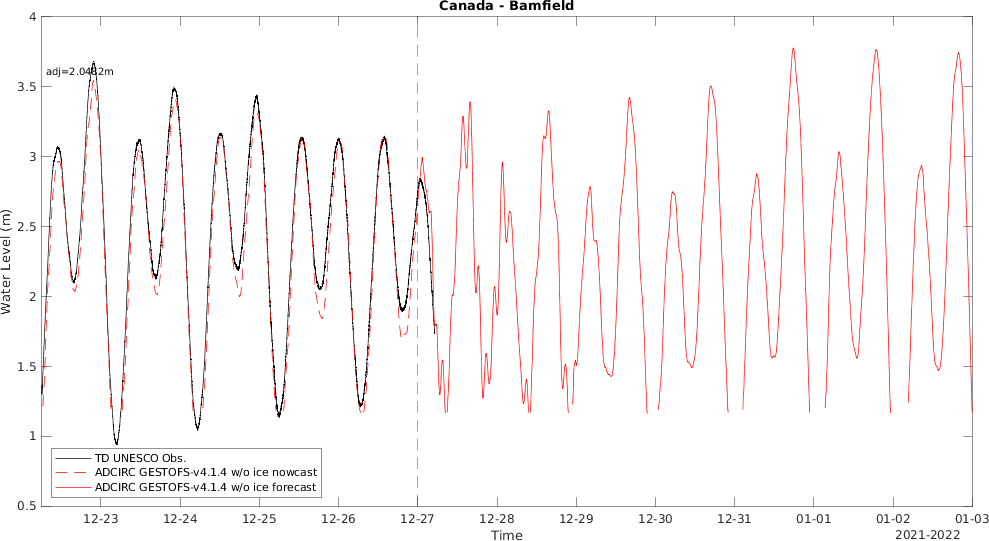 Canada - Bamfield
4
adj=2.0482m
3.5
3
2.5
2
1.5
1
0.5
Water Level (m)
TD UNESCO Obs.
ADCIRC GESTOFS-v4.1.4 w/o ice nowcast
ADCIRC GESTOFS-v4.1.4 w/o ice forecast
12-23 12-24 12-25 12-26 12-27 12-28 12-29 12-30 12-31 01-01 01-02 01-03
Time
2021-2022